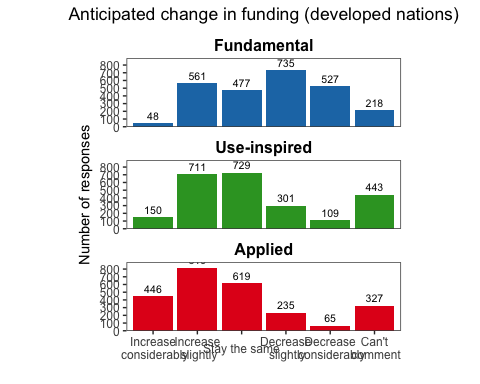 Anticipated change in funding (developed nations)
Number of responses
Fundamental
800
700
600
500
400
300
200
100
0
48
561
477
735
527
218
Use-inspired
800
700
600
500
400
300
200
100
0
150
711
729
301
109
443
Applied
800
700
600
500
400
300
200
100
0
446
619
235
65
327
Increase
considerably
Increase
slightly
Stay the same
Decrease
slightly
Decrease
considerably
Can't
comment